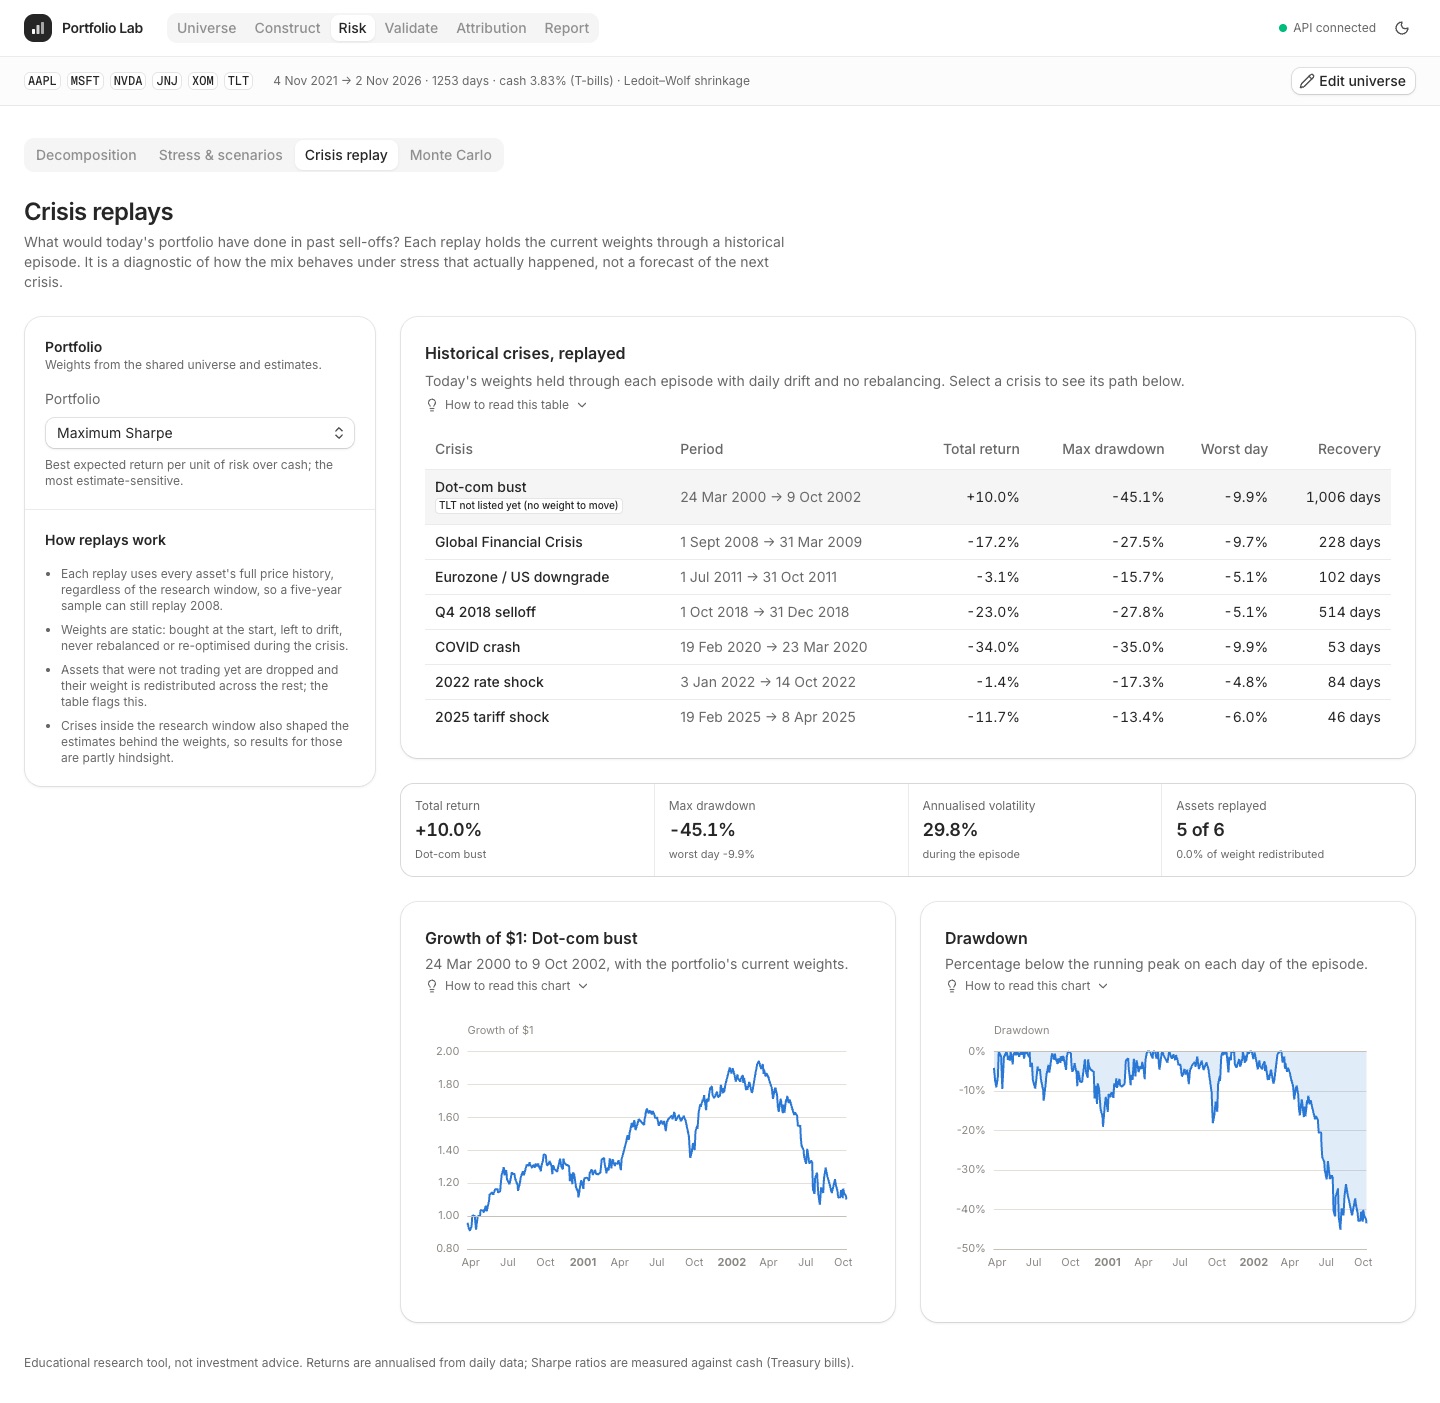 Portfolio Lab
Universe Construct Risk Validate Attribution Report
API connected
AAPL MSFT NVDA JNJ XOM TLT
4 Nov 2021 → 2 Nov 2026 · 1253 days · cash 3.83% (T-bills) · Ledoit–Wolf shrinkage
Edit universe
Decomposition Stress & scenarios Crisis replay Monte Carlo
Crisis replays
What would today's portfolio have done in past sell-offs? Each replay holds the current weights through a historical
episode. It is a diagnostic of how the mix behaves under stress that actually happened, not a forecast of the next
crisis.
Portfolio
Weights from the shared universe and estimates.
Portfolio
Maximum Sharpe
Best expected return per unit of risk over cash; the
most estimate-sensitive.
How replays work
• Each replay uses every asset's full price history,
regardless of the research window, so a five-year
sample can still replay 2008.
• Weights are static: bought at the start, left to drift,
never rebalanced or re-optimised during the crisis.
• Assets that were not trading yet are dropped and
their weight is redistributed across the rest; the
table flags this.
• Crises inside the research window also shaped the
estimates behind the weights, so results for those
are partly hindsight.
Historical crises, replayed
Today's weights held through each episode with daily drift and no rebalancing. Select a crisis to see its path below.
How to read this table
Crisis Period Total return Max drawdown Worst day Recovery
Dot-com bust 24 Mar 2000 → 9 Oct 2002 +10.0% -45.1% -9.9% 1,006 days
TLT not listed yet (no weight to move)
Global Financial Crisis 1 Sept 2008 → 31 Mar 2009 -17.2% -27.5% -9.7% 228 days
Eurozone / US downgrade 1 Jul 2011 → 31 Oct 2011 -3.1% -15.7% -5.1% 102 days
Q4 2018 selloff 1 Oct 2018 → 31 Dec 2018 -23.0% -27.8% -5.1% 514 days
COVID crash 19 Feb 2020 → 23 Mar 2020 -34.0% -35.0% -9.9% 53 days
2022 rate shock 3 Jan 2022 → 14 Oct 2022 -1.4% -17.3% -4.8% 84 days
2025 tariff shock 19 Feb 2025 → 8 Apr 2025 -11.7% -13.4% -6.0% 46 days
Total return
+10.0%
Dot-com bust
Max drawdown
-45.1%
worst day -9.9%
Annualised volatility
29.8%
during the episode
Assets replayed
5 of 6
0.0% of weight redistributed
Growth of $1: Dot-com bust
24 Mar 2000 to 9 Oct 2002, with the portfolio's current weights.
How to read this chart
Growth of $1
2.00
1.80
1.60
1.40
1.20
1.00
0.80
Apr Jul Oct 2001 Apr Jul Oct 2002 Apr Jul Oct
Drawdown
Percentage below the running peak on each day of the episode.
How to read this chart
Drawdown
0%
-10%
-20%
-30%
-40%
-50%
Apr Jul Oct 2001 Apr Jul Oct 2002 Apr Jul Oct
Educational research tool, not investment advice. Returns are annualised from daily data; Sharpe ratios are measured against cash (Treasury bills).